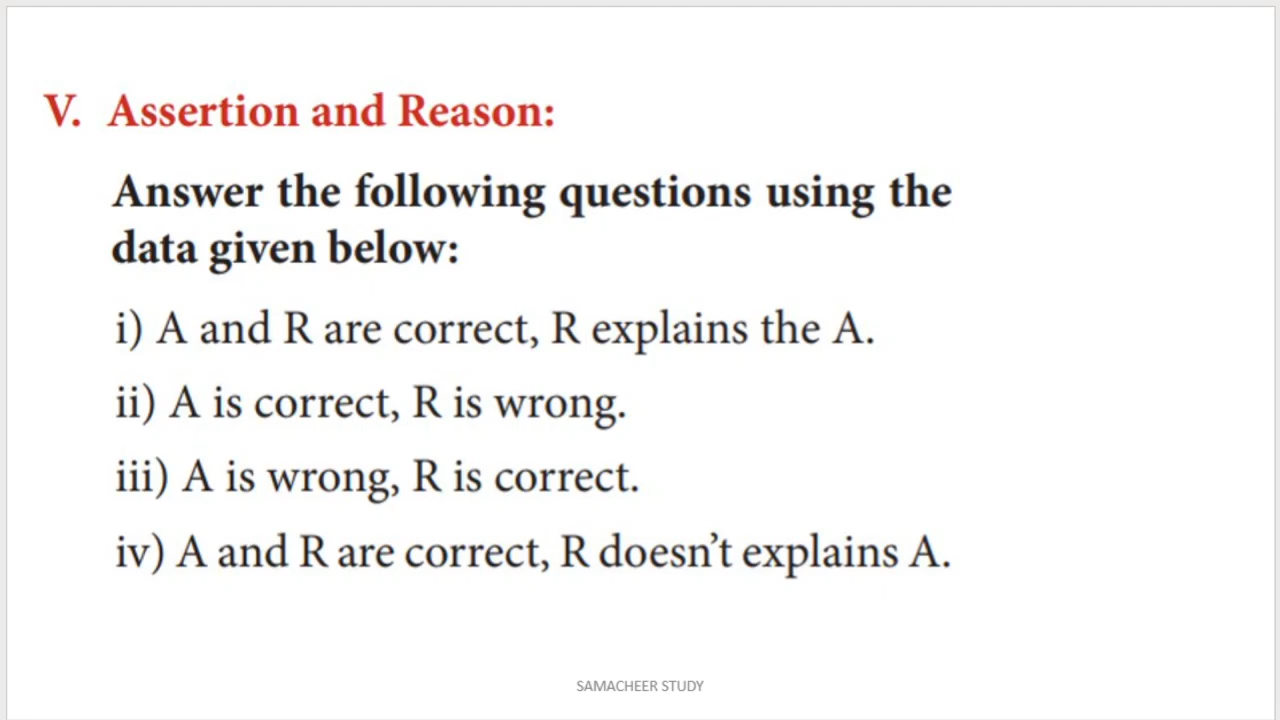 V. Assertion and Reason:
Answer the following questions using the
data given below:
i) A and R are correct, R explains the A.
ii) A is correct, R is wrong.
iii) A is wrong, R is correct.
iv) A and R are correct, R doesn’t explains A.
SAMACHEER STUDY